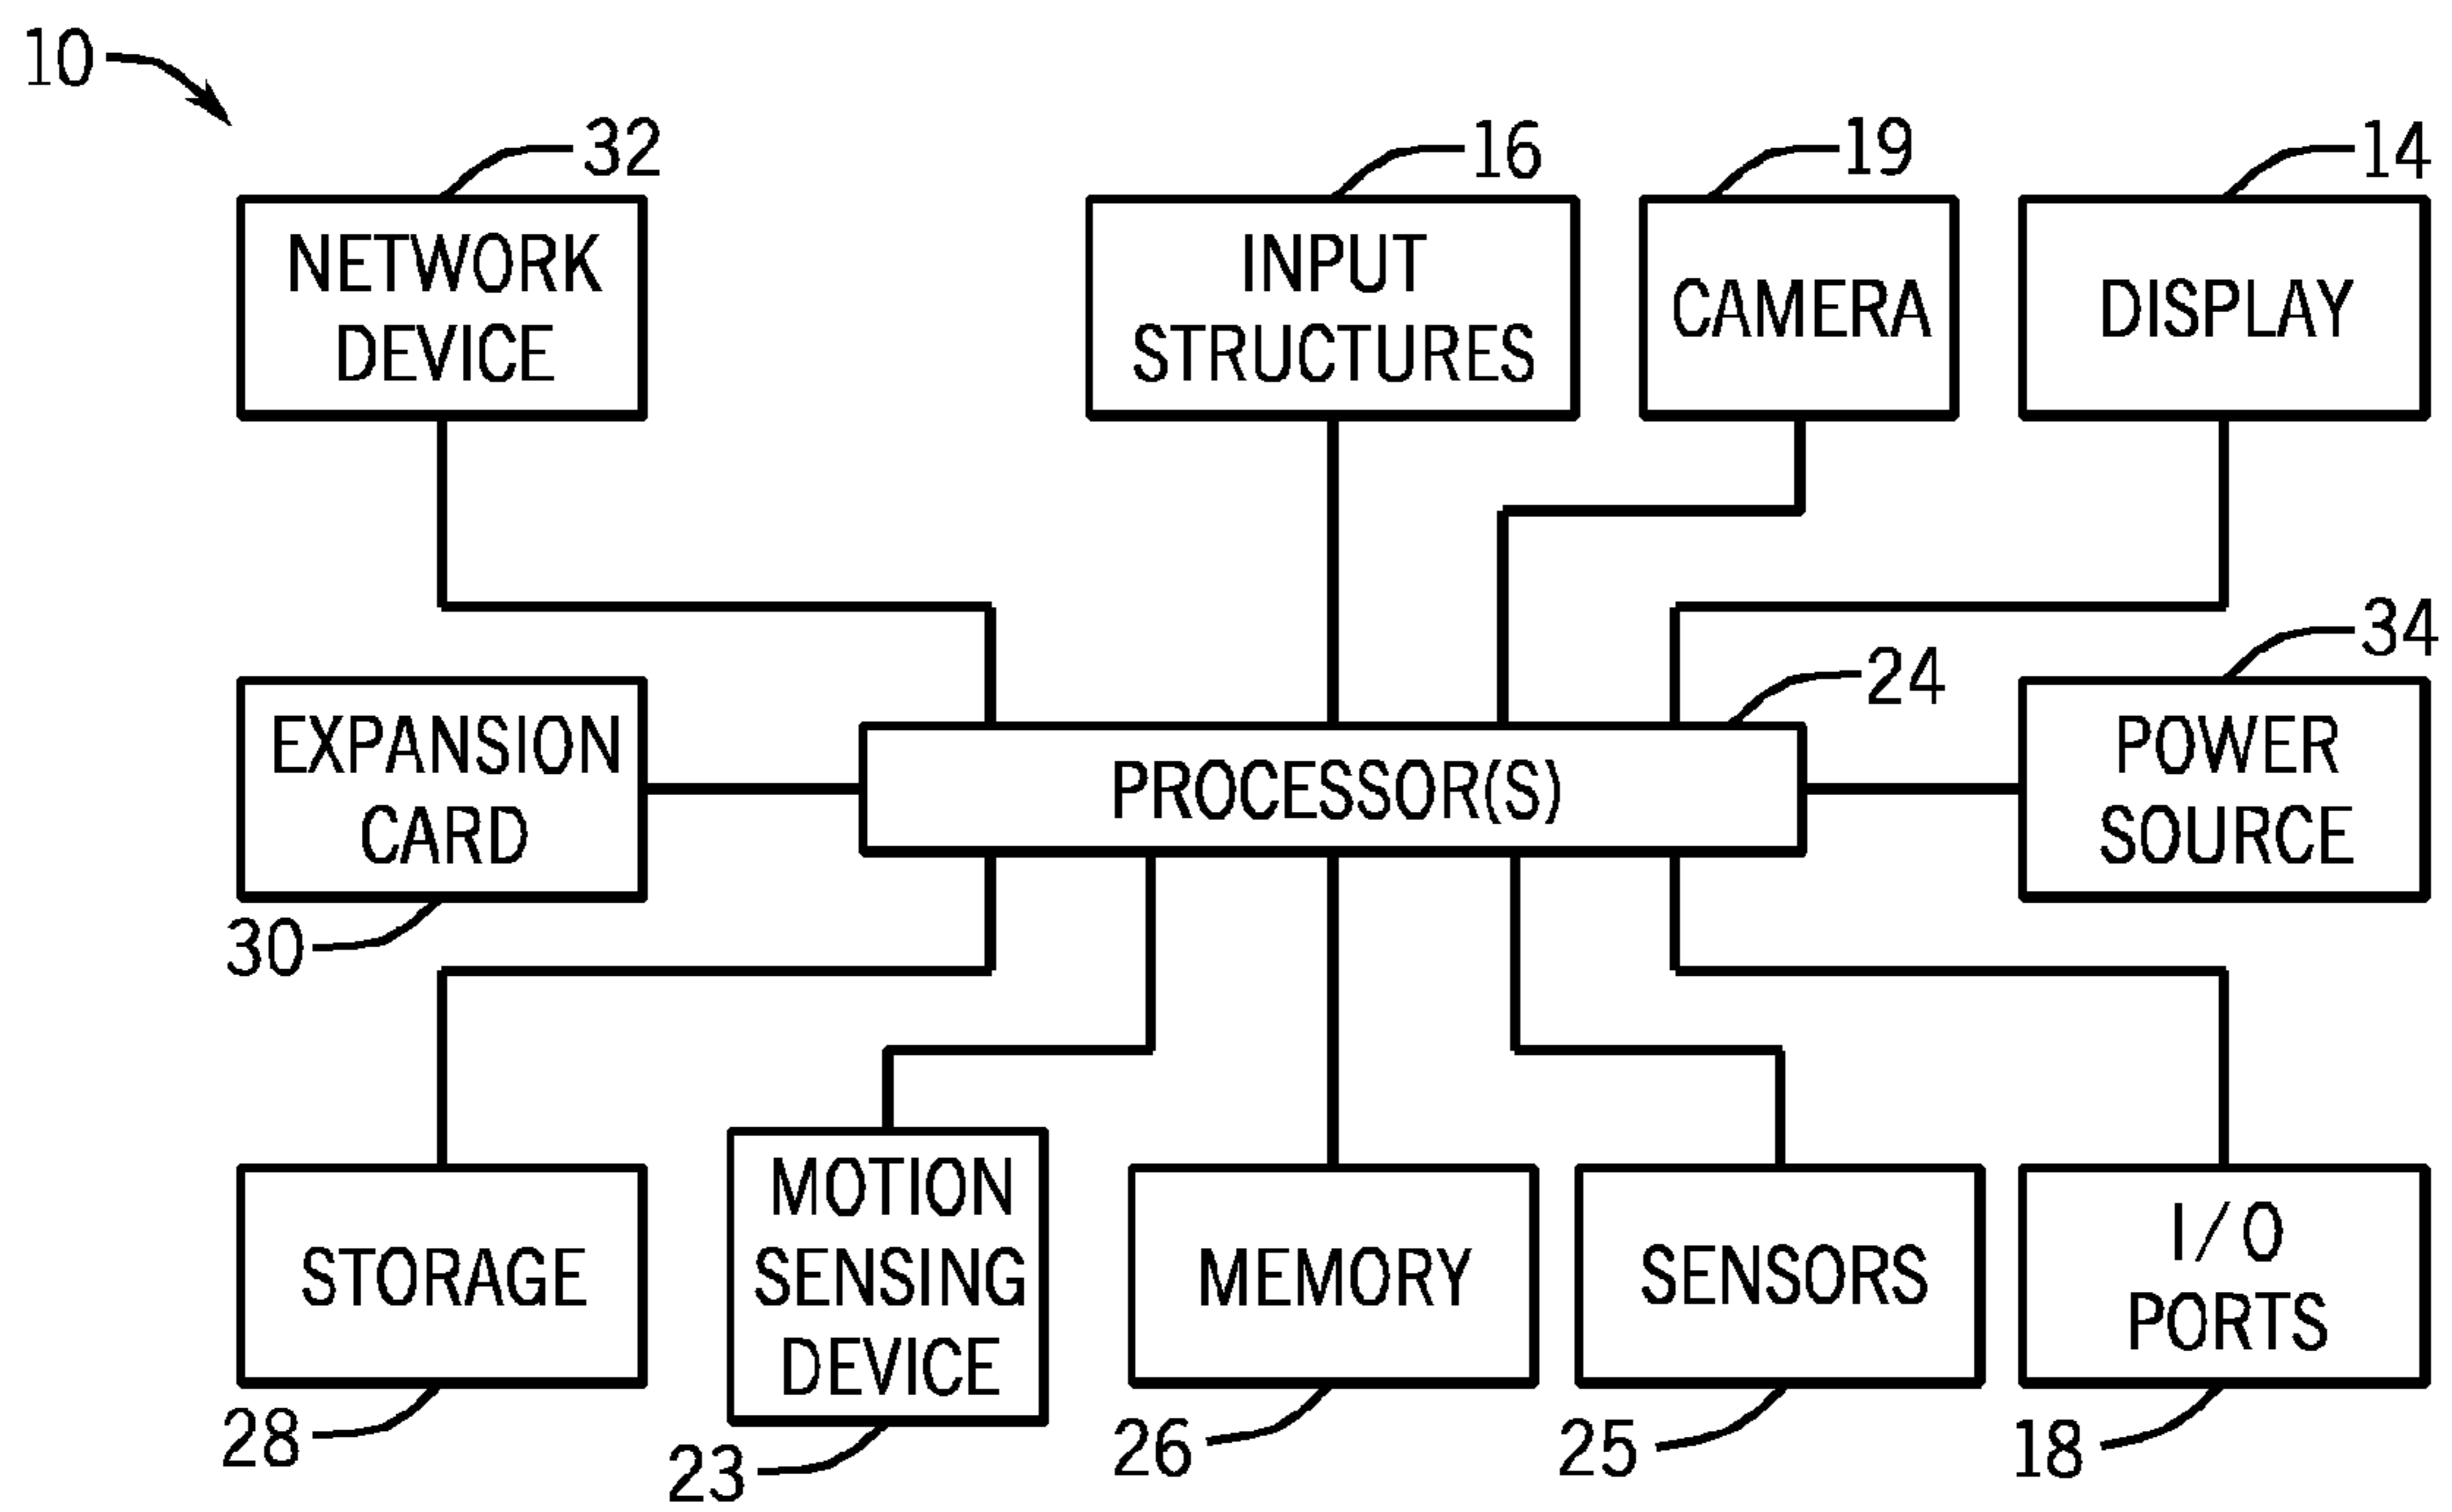 10
32
16
19
14
NETWORK
DEVICE
INPUT
STRUCTURES
CAMERA
DISPLAY
34
24
EXPANSION
CARD
PROCESSOR(S)
POWER
SOURCE
30
STORAGE
MOTION
SENSING
DEVICE
MEMORY
SENSORS
I/O
PORTS
28
23
26
25
18